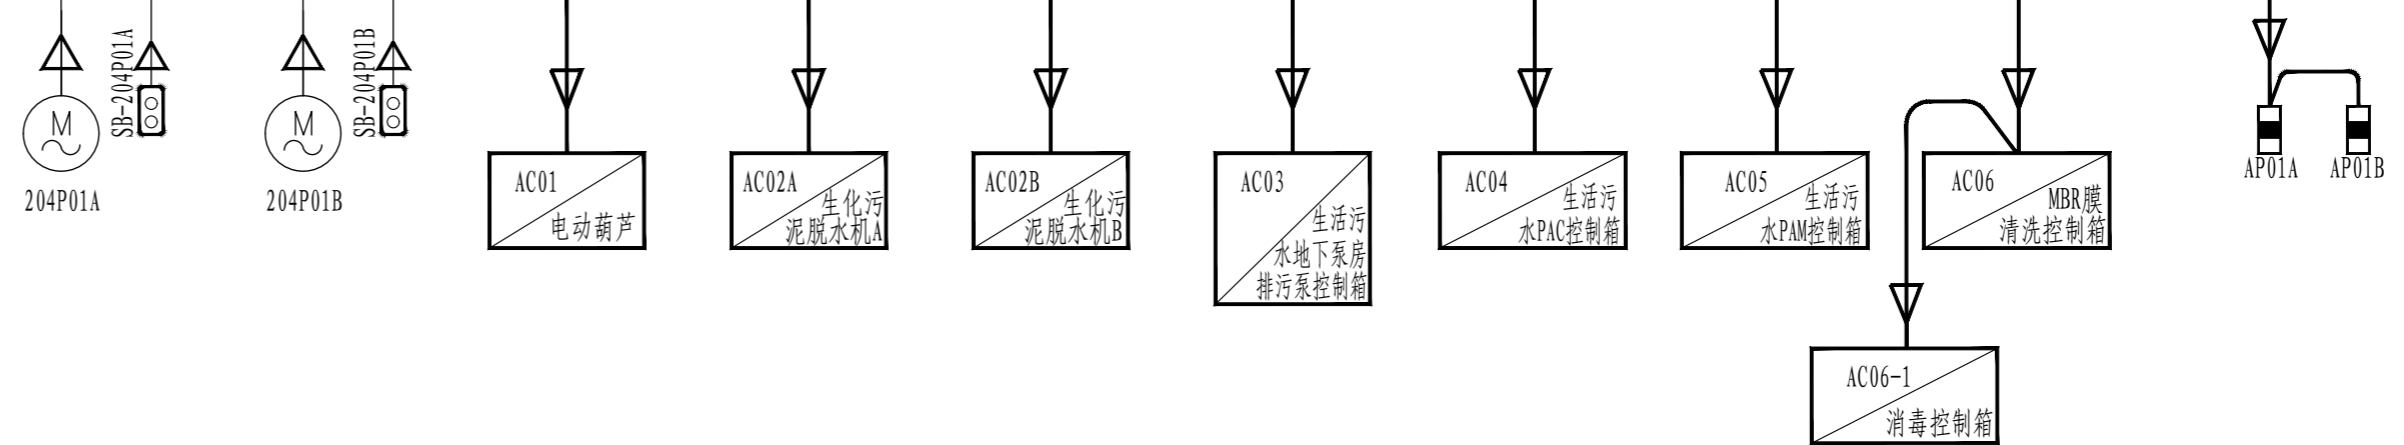 SB-204P01A
M
204P01A
SB-204P01B
M
204P01B
AC01
电动葫芦
AC02A
生化污
泥脱水机A
AC02B
生化污
泥脱水机B
AC03
生活污
水地下泵房
排污泵控制箱
AC04
生活污
水PAC控制箱
AC05
生活污
水PAM控制箱
AC06
MBR膜
清洗控制箱
AP01A
AP01B
AC06-1
消毒控制箱